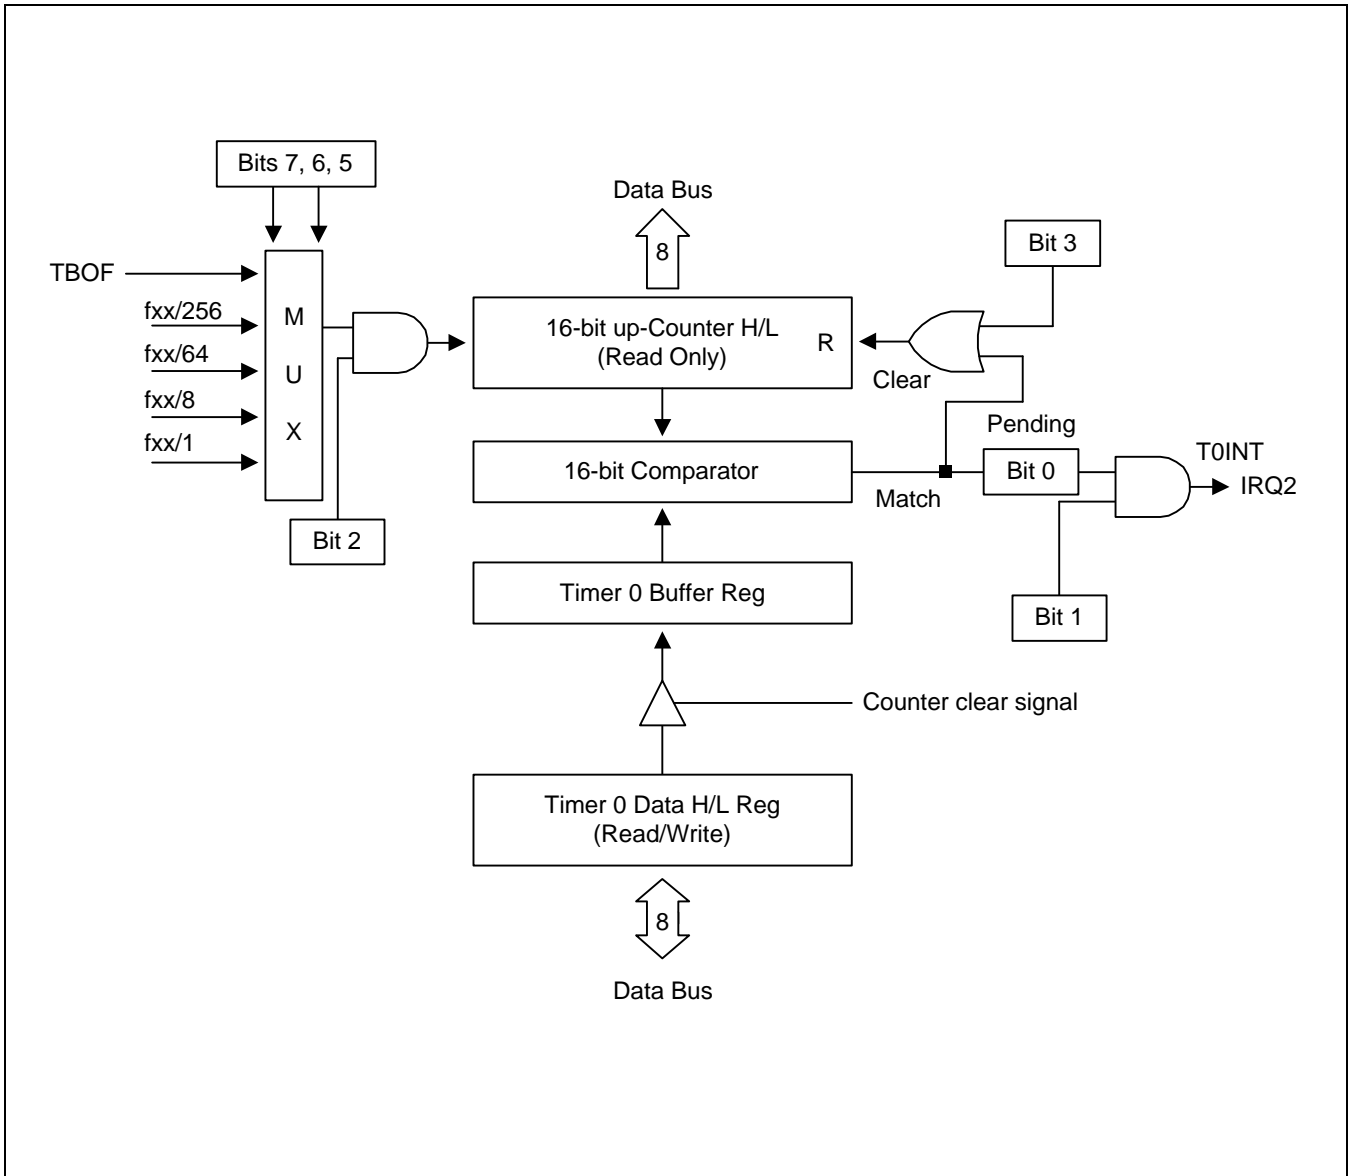 Bits 7, 6, 5
Data Bus
8
Bit 3
TBOF
fxx/256
fxx/64
fxx/8
fxx/1
M
U
X
16-bit up-Counter H/L
(Read Only)
R
Clear
Pending
16-bit Comparator
Match
Bit 0
T0INT
IRQ2
Bit 2
Timer 0 Buffer Reg
Bit 1
Counter clear signal
Timer 0 Data H/L Reg
(Read/Write)
8
Data Bus